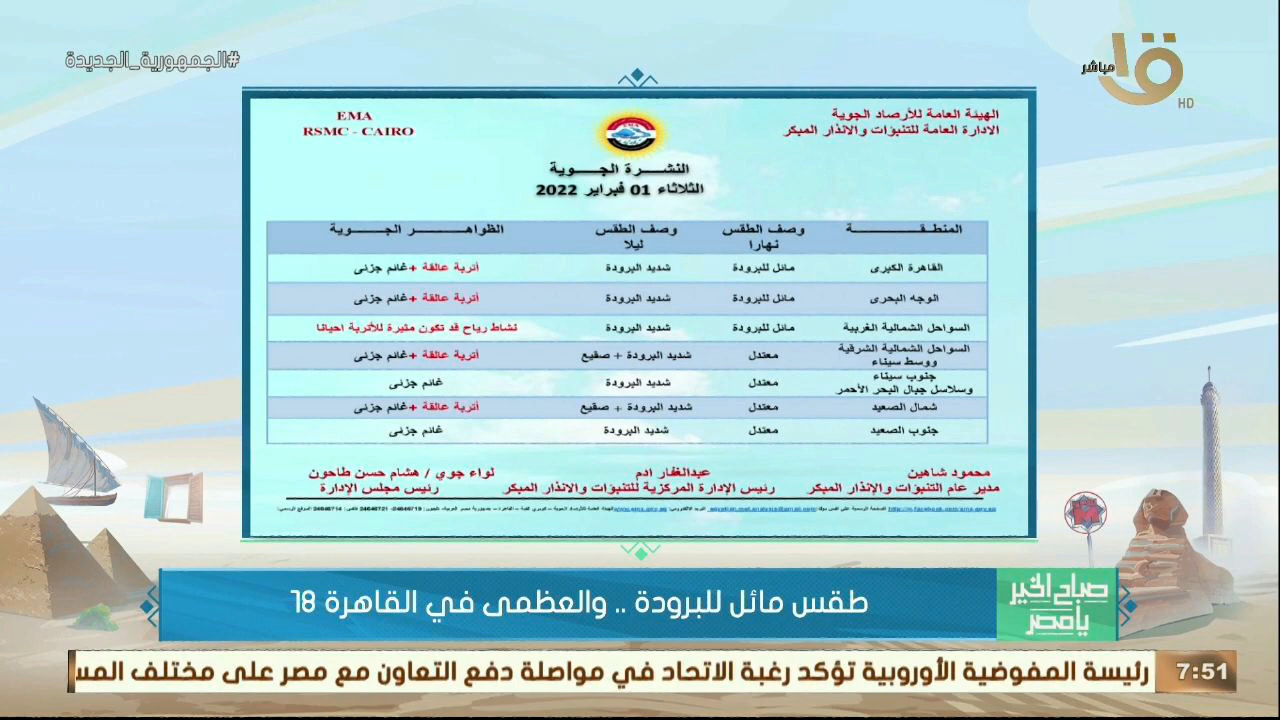 #الجمهورية_الجديدة
مباشر
HD
الهيئة العامة للأرصاد الجوية
الادارة العامة للتنبؤات والانذار المبكر
EMA
RSMC - CAIRO
النشـــرة الجـــوية
الثلاثاء 01 فبراير 2022
المنطقـــــة وصف الطقس نهارا وصف الطقس ليلا الظواهــــر الجـــوية
القاهرة الكبرى مائل للبرودة شديد البرودة أتربة عالقة +غائم جزئى
الوجه البحرى مائل للبرودة شديد البرودة أتربة عالقة +غائم جزئى
السواحل الشمالية الغربية مائل للبرودة شديد البرودة نشاط رياح قد تكون مثيرة للأتربة احيانا
السواحل الشمالية الشرقية ووسط سيناء معتدل شديد البرودة + صقيع أتربة عالقة +غائم جزئى
جنوب سيناء وسلاسل جبال البحر الأحمر معتدل شديد البرودة غائم جزئى
شمال الصعيد معتدل شديد البرودة + صقيع أتربة عالقة +غائم جزئى
جنوب الصعيد معتدل شديد البرودة غائم جزئى
محمود شاهين عبدالغفار ادم لواء جوي / هشام حسن طاحون
مدير عام التنبؤات والإنذار المبكر رئيس الإدارة المركزية للتنبؤات والانذار المبكر رئيس مجلس الإدارة
صباح الخير يا مصر
طقس مائل للبرودة .. والعظمى في القاهرة 18
7:51 رئيسة المفوضية الأوروبية تؤكد رغبة الاتحاد في مواصلة دفع التعاون مع مصر على مختلف المس